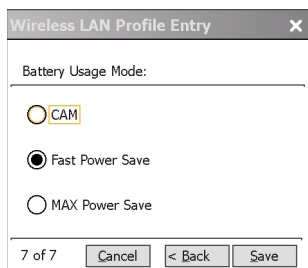 Wireless LAN Profile Entry
Battery Usage Mode:
CAM
Fast Power Save
MAX Power Save
7 of 7 Cancel < Back Save